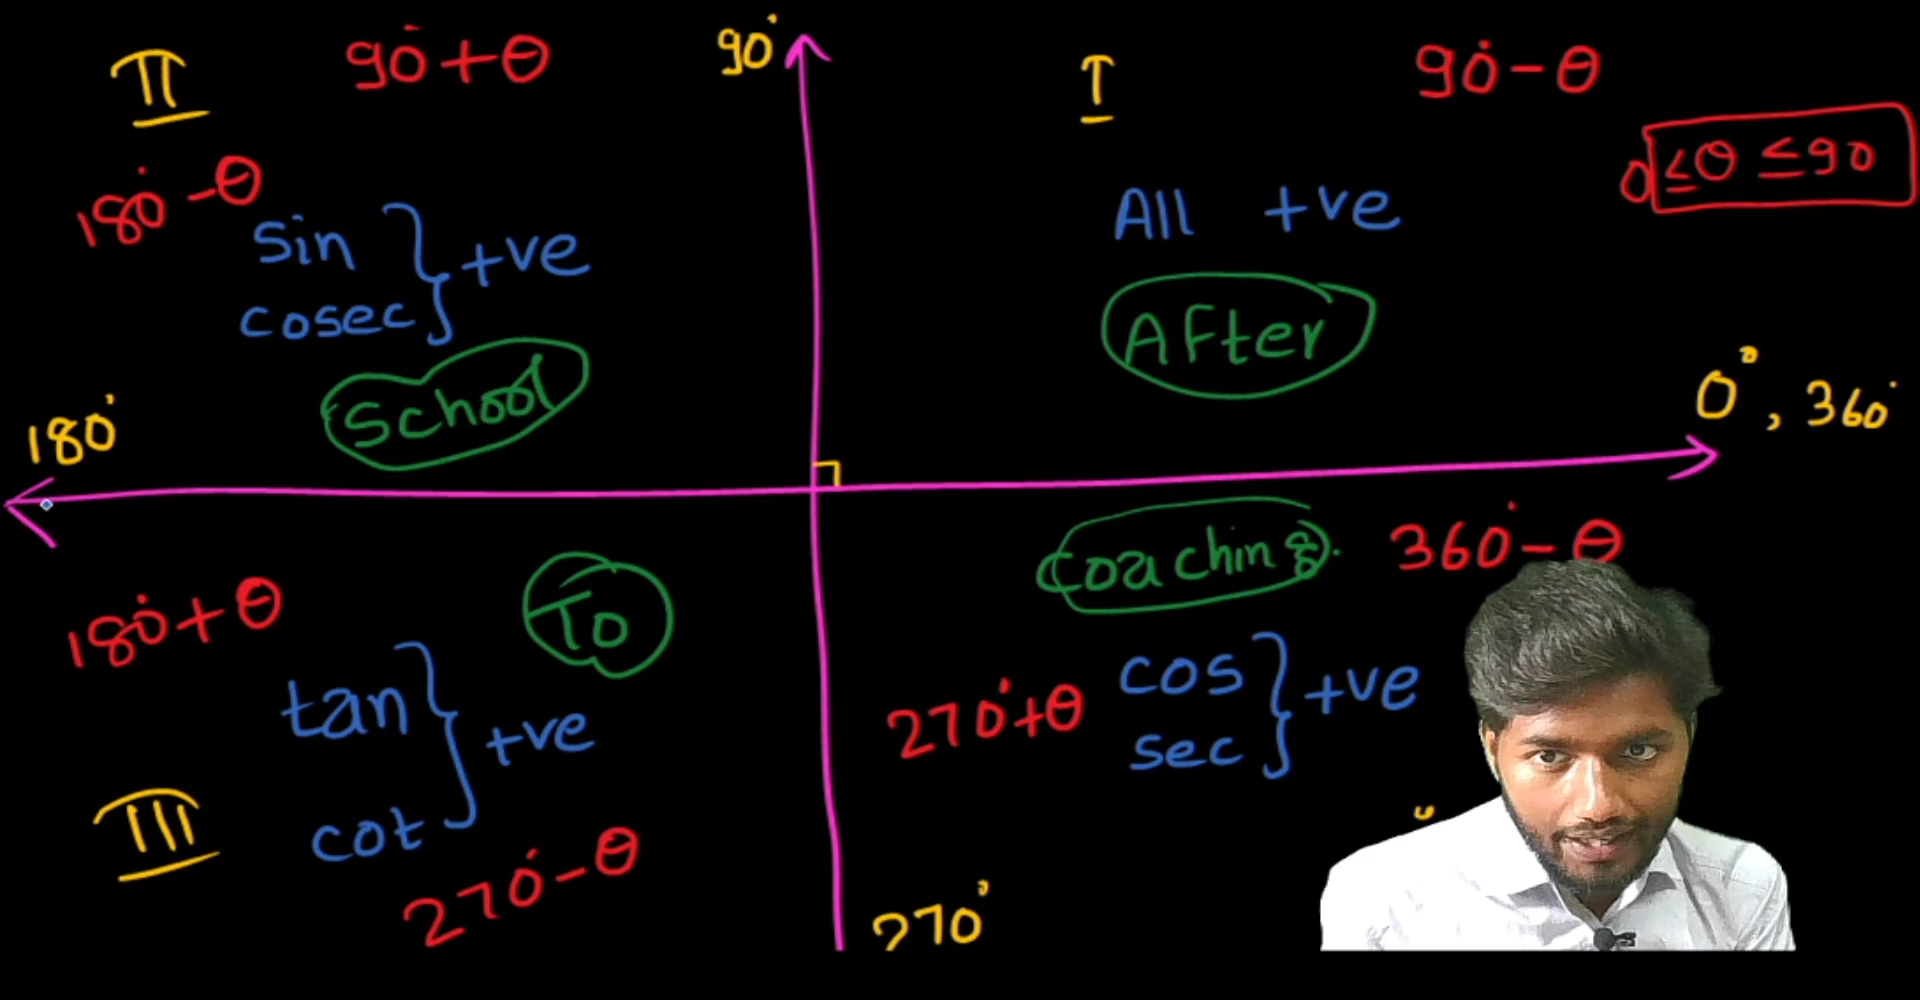 II
90°+θ
90°
I
90°-θ
0≤θ≤90
180°-θ
sin
cosec
+ve
School
All +ve
After
180°
0°, 360°
180°+θ
To
tan
cot
+ve
III
270°-θ
Coaching.
360°-θ
270°+θ
cos
sec
+ve
270°